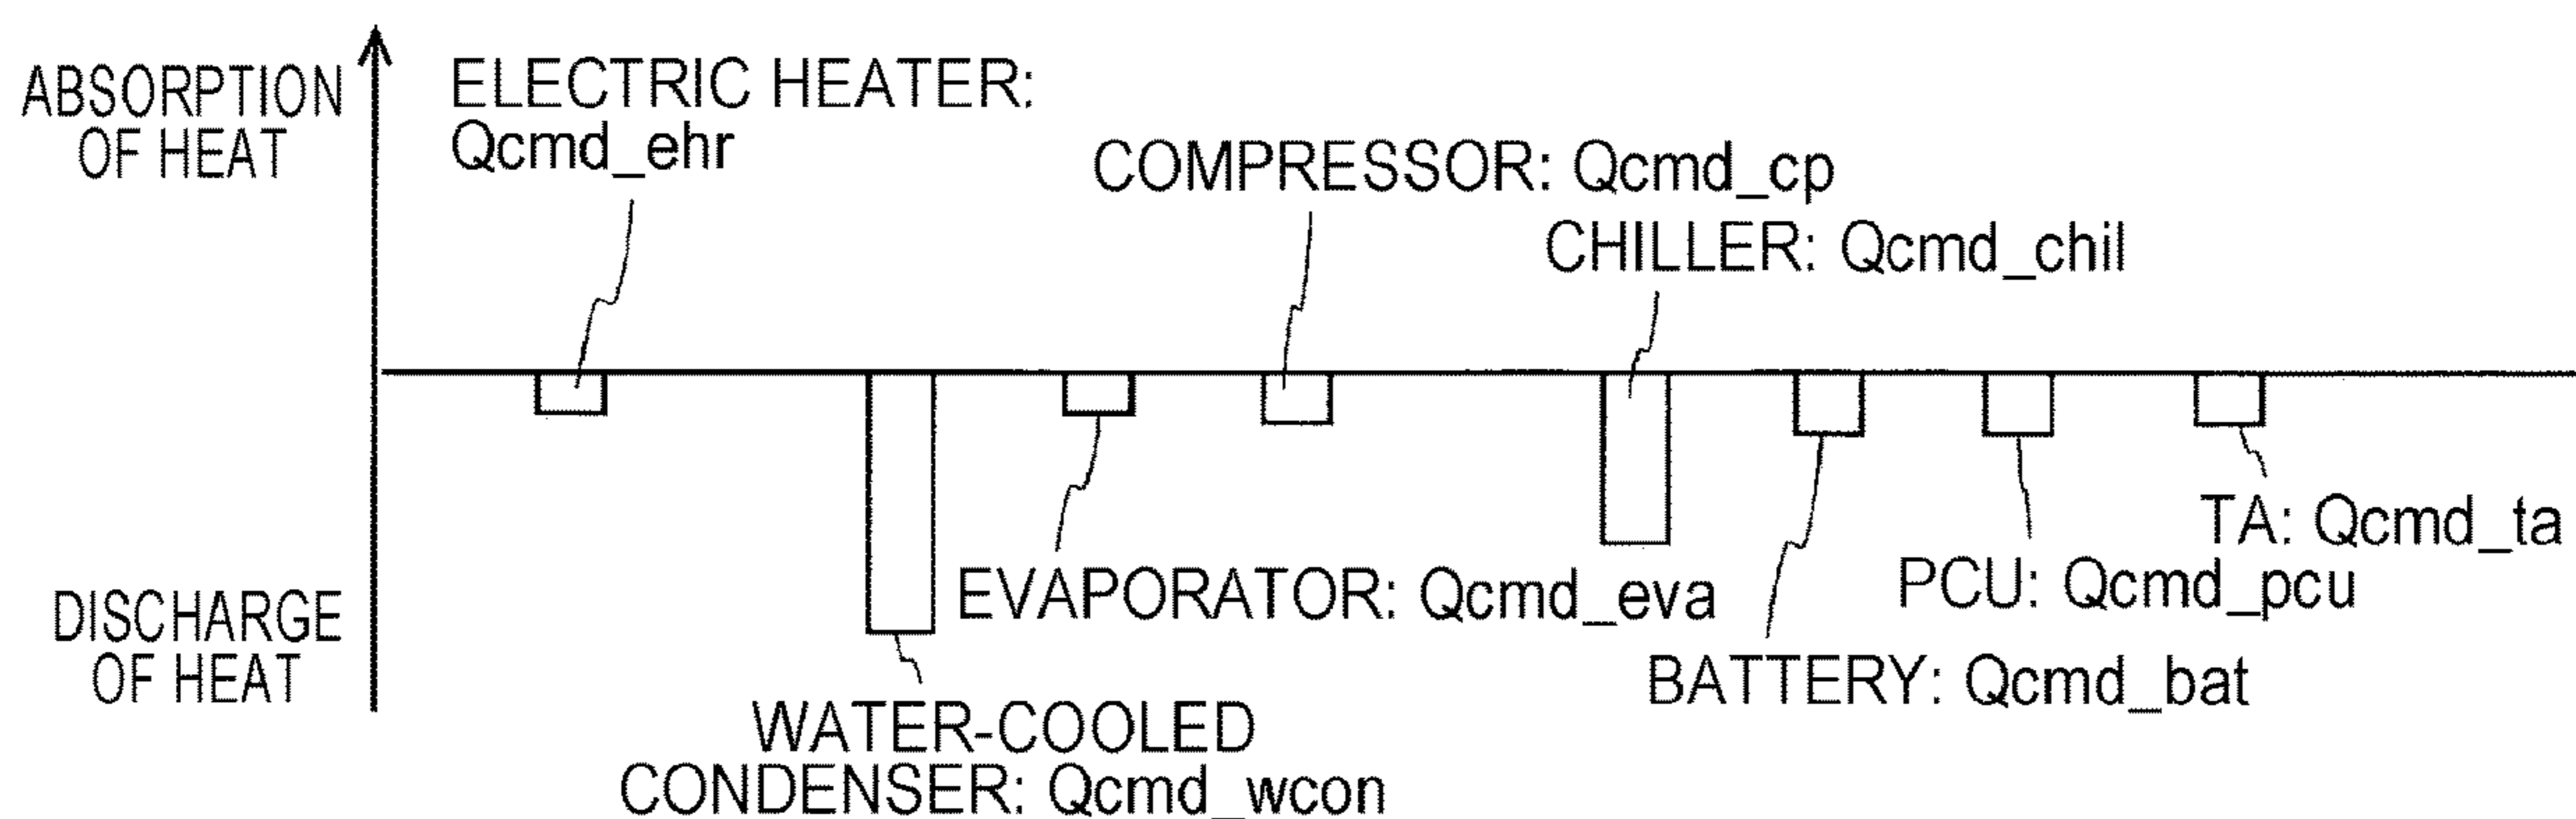 ABSORPTION
OF HEAT
ELECTRIC HEATER:
Qcmd_ehr
COMPRESSOR: Qcmd_cp
CHILLER: Qcmd_chil
TA: Qcmd_ta
EVAPORATOR: Qcmd_eva
PCU: Qcmd_pcu
DISCHARGE
OF HEAT
BATTERY: Qcmd_bat
WATER-COOLED
CONDENSER: Qcmd_wcon